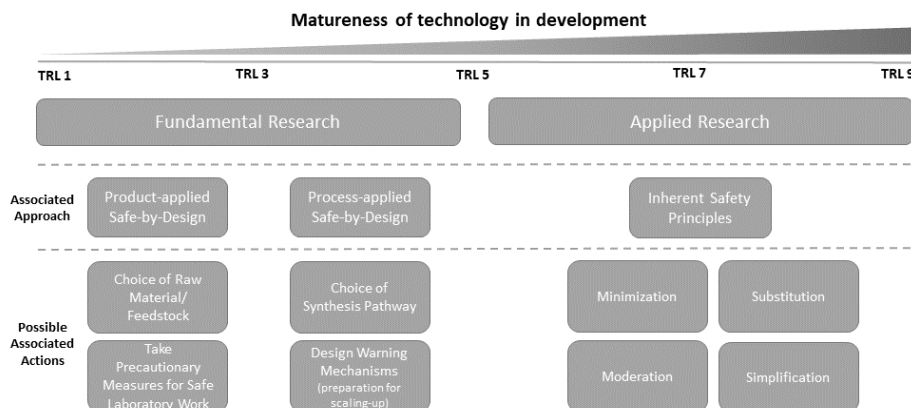 Matureness of technology in development
TRL 1 TRL 3 TRL 5 TRL 7 TRL 9
Fundamental Research Applied Research
Associated
Approach
Product-applied
Safe-by-Design
Process-applied
Safe-by-Design
Inherent Safety
Principles
Possible
Associated
Actions
Choice of Raw
Material/
Feedstock
Choice of
Synthesis Pathway
Minimization
Substitution
Take
Precautionary
Measures for Safe
Laboratory Work
Design Warning
Mechanisms
(preparation for
scaling-up)
Moderation
Simplification